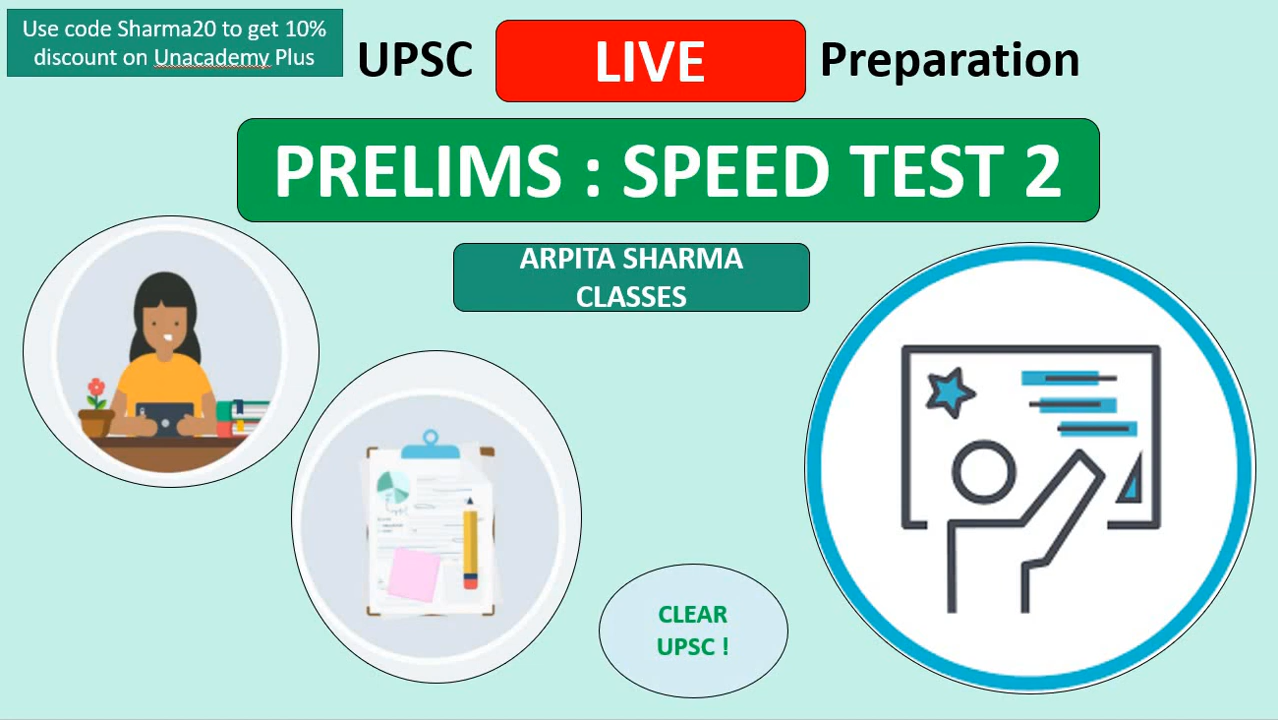 Use code Sharma20 to get 10%
discount on Unacademy Plus
UPSC LIVE Preparation
PRELIMS : SPEED TEST 2
ARPITA SHARMA
CLASSES
CLEAR
UPSC !